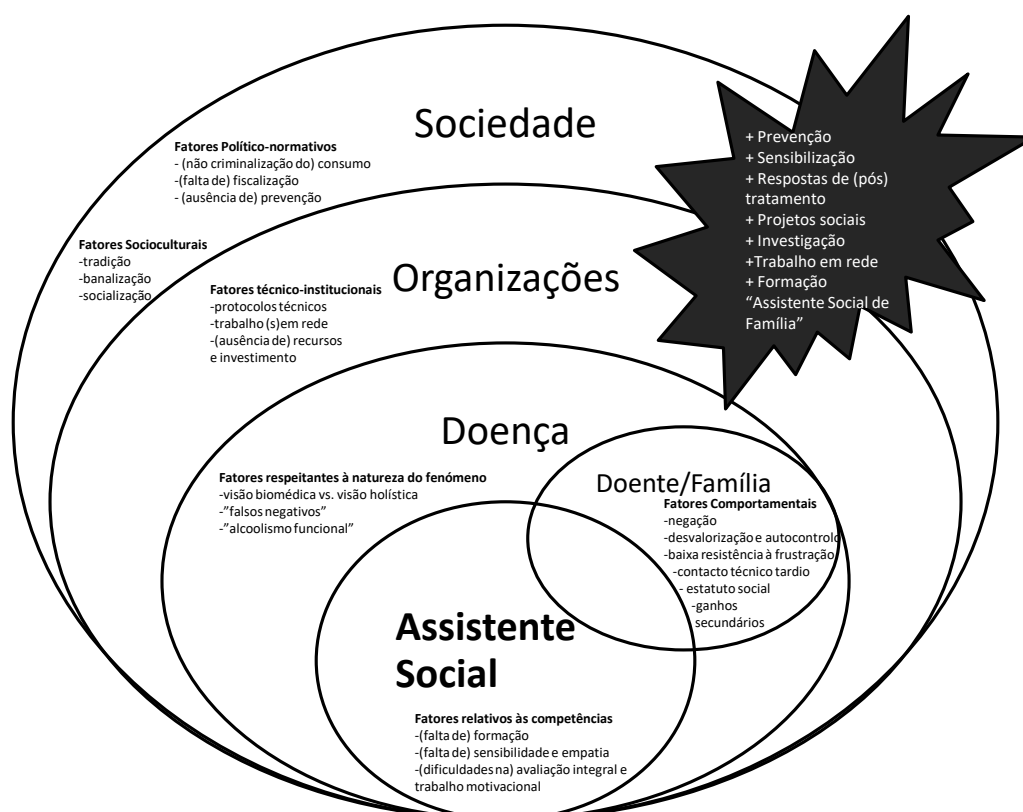 Sociedade
Fatores Político-normativos
- (não criminalização do) consumo
-(falta de) fiscalização
- (ausência de) prevenção
Fatores Socioculturais
-tradição
-banalização
-socialização
+ Prevenção
+ Sensibilização
+ Respostas de (pós)
tratamento
+ Projetos sociais
+ Investigação
+Trabalho em rede
+ Formação
“Assistente Social de
Família”
Organizações
Fatores técnico-institucionais
-protocolos técnicos
-trabalho (s)em rede
-(ausência de) recursos
e investimento
Doença
Fatores respeitantes à natureza do fenómeno
-visão biomédica vs. visão holística
-”falsos negativos”
-”alcoolismo funcional”
Doente/Família
Fatores Comportamentais
-negação
-desvalorização e autocontrolo
-baixa resistência à frustração
-contacto técnico tardio
- estatuto social
-ganhos
secundários
Assistente
Social
Fatores relativos às competências
-(falta de) formação
-(falta de) sensibilidade e empatia
-(dificuldades na) avaliação integral e
trabalho motivacional